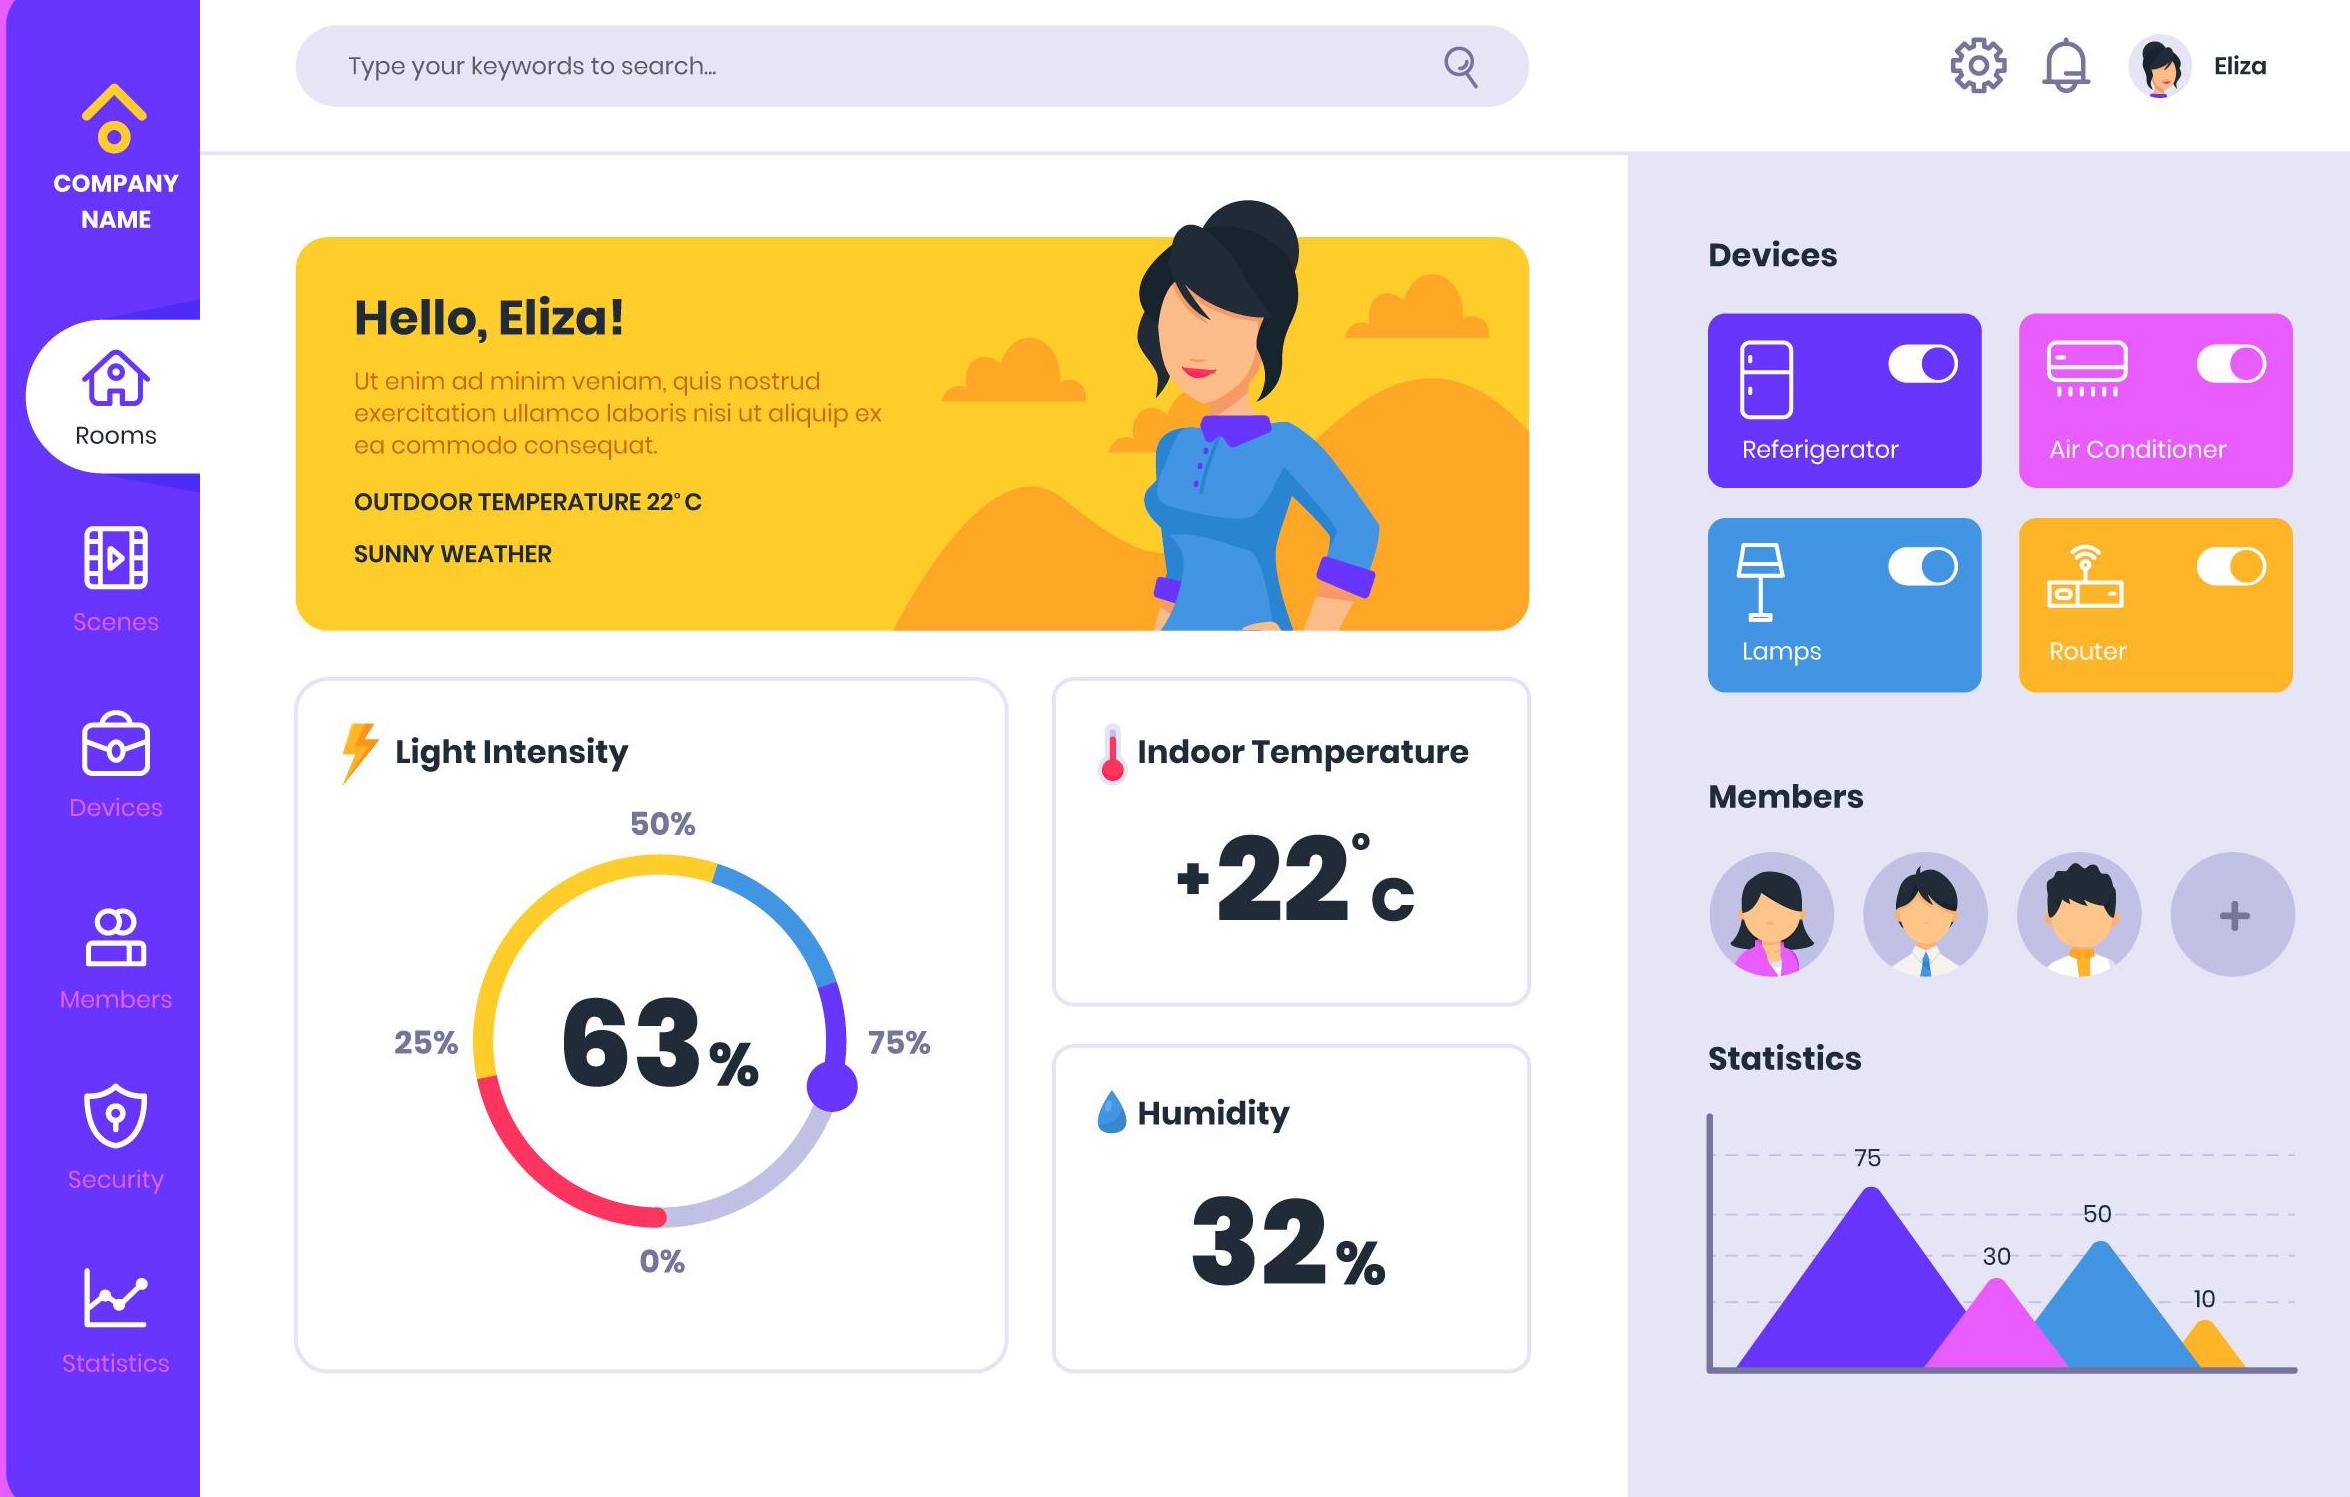 COMPANY
NAME
Rooms
Scenes
Devices
Members
Security
Statistics
Type your keywords to search...
Eliza
Hello, Eliza!
Ut enim ad minim veniam, quis nostrud
exercitation ullamco laboris nisi ut aliquip ex
ea commodo consequat.
OUTDOOR TEMPERATURE 22° C
SUNNY WEATHER
Light Intensity
50%
25%
63%
75%
0%
Indoor Temperature
+22°C
Humidity
32%
Devices
Referigerator
Air Conditioner
Lamps
Router
Members
+
Statistics
75
50
30
10